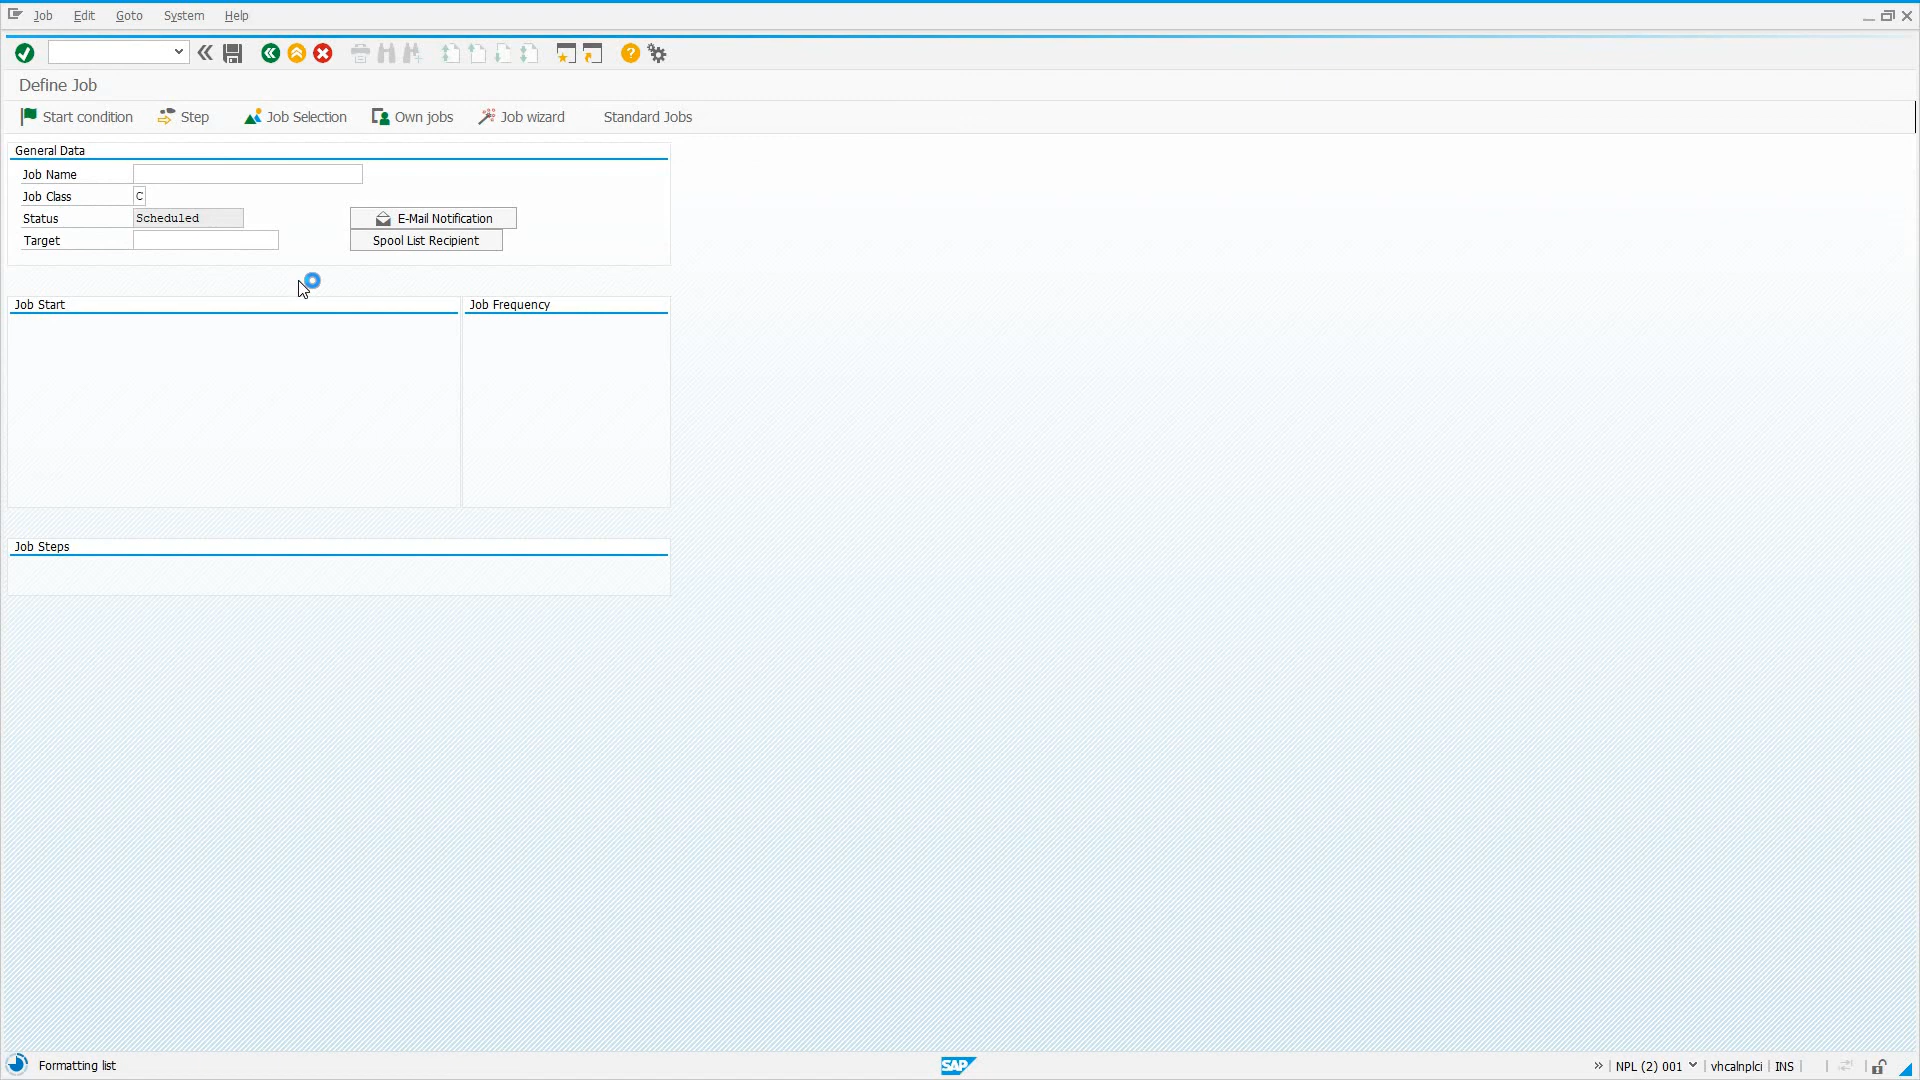 Job Edit Goto System Help
Define Job
Start condition Step Job Selection Own jobs Job wizard Standard Jobs
General Data
Job Name
Job Class C
Status Scheduled E-Mail Notification
Target Spool List Recipient
Job Start Job Frequency
Job Steps
Formatting list SAP » NPL (2) 001 vhcalnplci INS